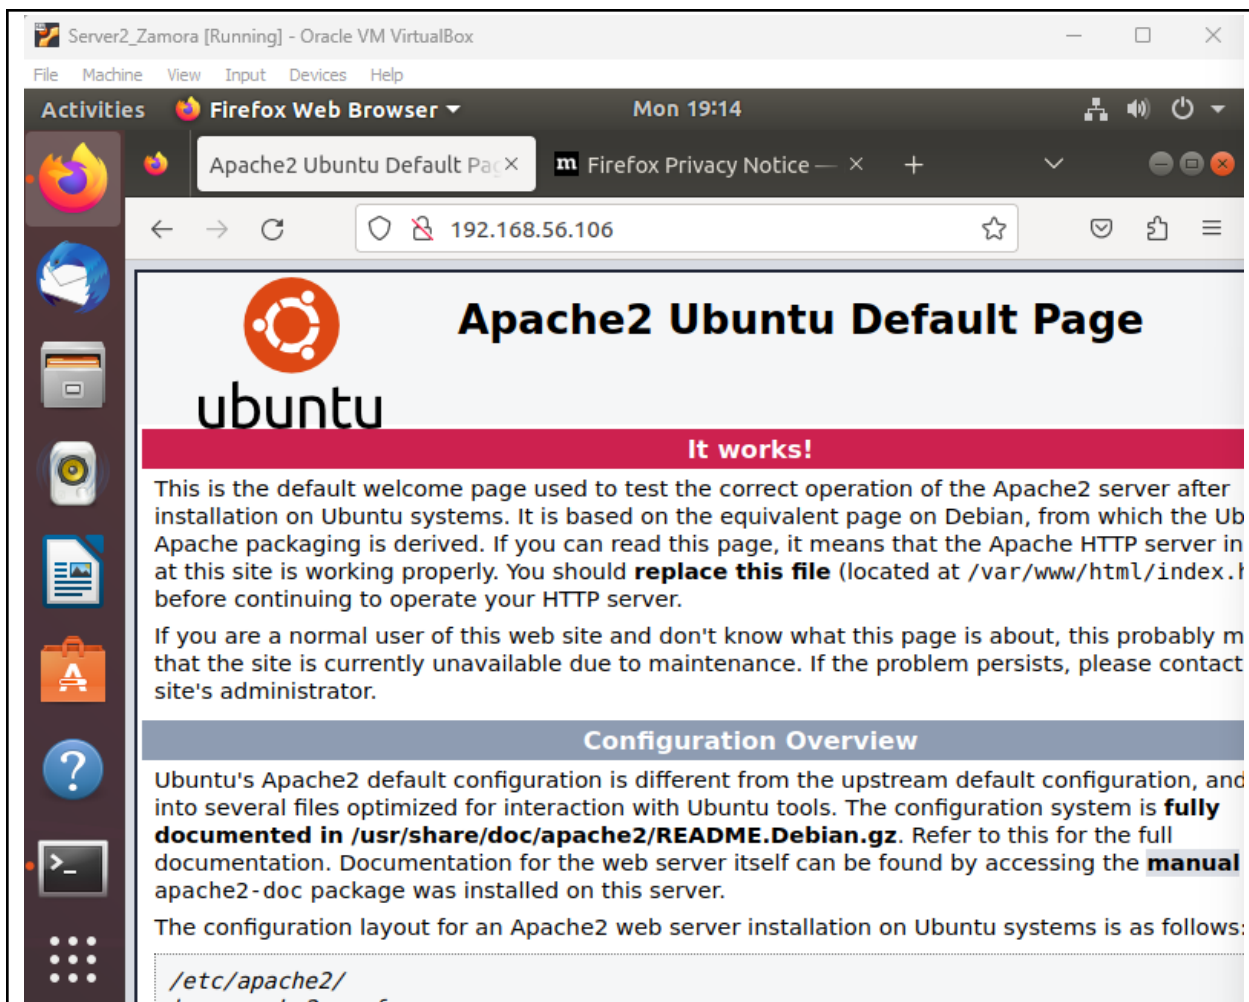 Server2_Zamora [Running] - Oracle VM VirtualBox
File Machine View Input Devices Help
Activities Firefox Web Browser Mon 19:14
Apache2 Ubuntu Default Pag Firefox Privacy Notice —
192.168.56.106
Apache2 Ubuntu Default Page
ubuntu
It works!
This is the default welcome page used to test the correct operation of the Apache2 server after
installation on Ubuntu systems. It is based on the equivalent page on Debian, from which the Ub
Apache packaging is derived. If you can read this page, it means that the Apache HTTP server in
at this site is working properly. You should replace this file (located at /var/www/html/index.h
before continuing to operate your HTTP server.
If you are a normal user of this web site and don't know what this page is about, this probably m
that the site is currently unavailable due to maintenance. If the problem persists, please contact
site's administrator.
Configuration Overview
Ubuntu's Apache2 default configuration is different from the upstream default configuration, and
into several files optimized for interaction with Ubuntu tools. The configuration system is fully
documented in /usr/share/doc/apache2/README.Debian.gz. Refer to this for the full
documentation. Documentation for the web server itself can be found by accessing the manual
apache2-doc package was installed on this server.
The configuration layout for an Apache2 web server installation on Ubuntu systems is as follows:
/etc/apache2/